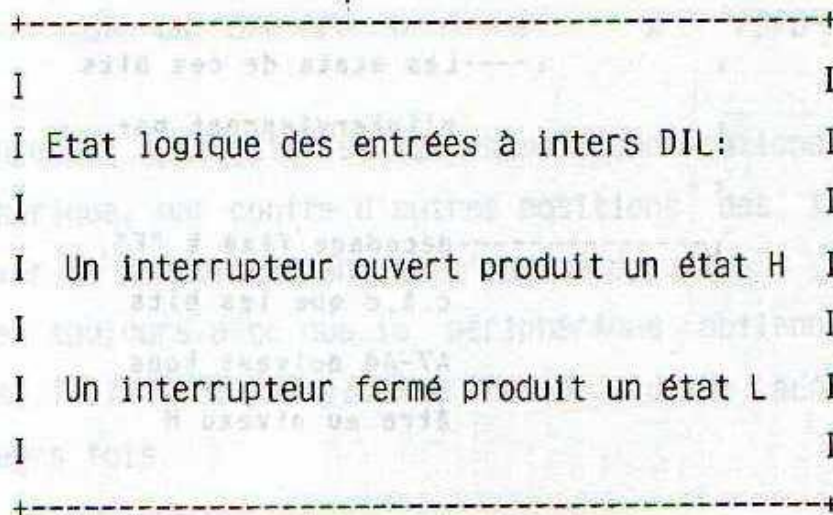 Etat logique des entrées à inters DIL:
Un interrupteur ouvert produit un état H
Un interrupteur fermé produit un état L